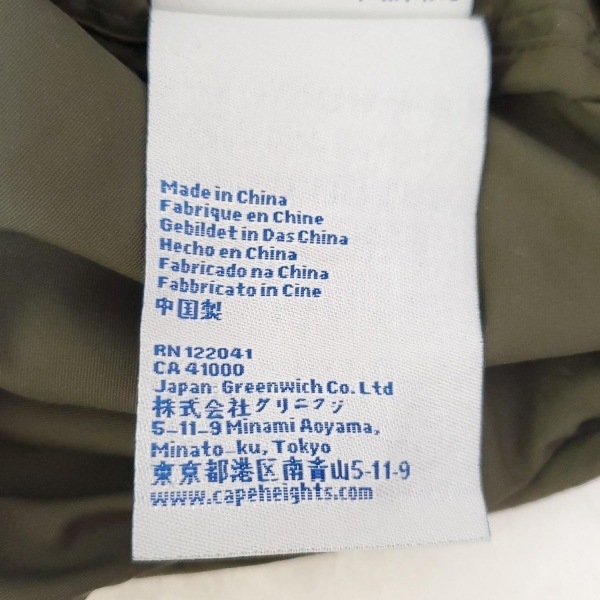 Made in China
Fabrique en Chine
Gebildet in Das China
Hecho en China
Fabricado na China
Fabbricato in Cine
中国製
RN 122041
CA 41000
Japan: Greenwich Co. Ltd
株式会社グリニフジ
5-11-9 Minami Aoyama,
Minato-ku, Tokyo
東京都港区南青山5-11-9
www.capeheights.com